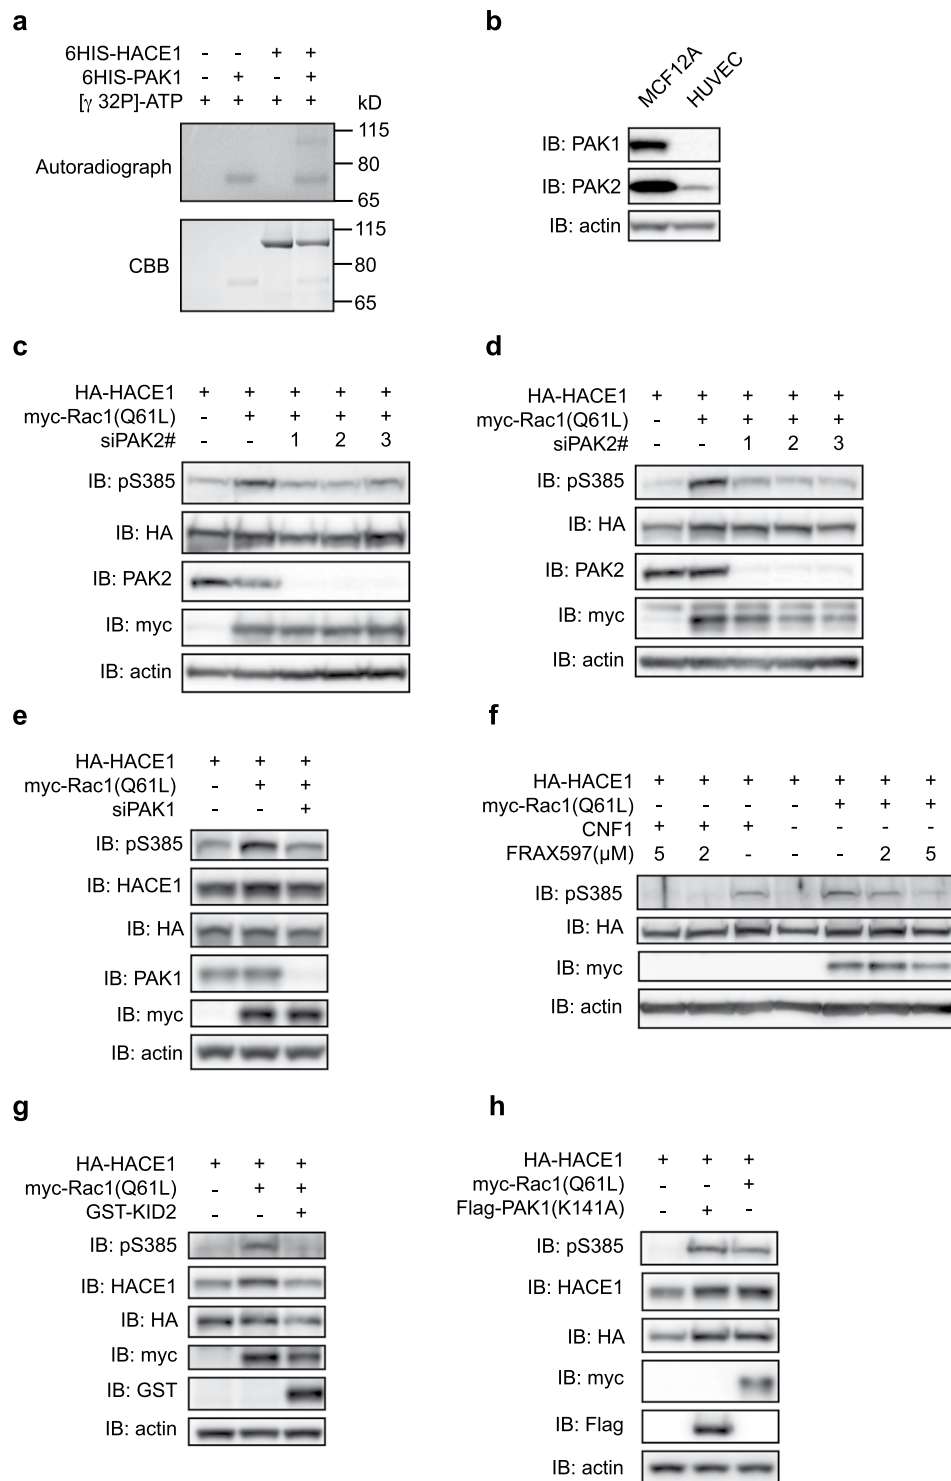 a
6HIS-HACE1 - - + +
6HIS-PAK1 - + - +
[γ 32P]-ATP + + + + kD
Autoradiograph
115
80
65
CBB
115
80
65
b
MCF12A HUVEC
IB: PAK1
IB: PAK2
IB: actin
c
HA-HACE1 + + + + +
myc-Rac1(Q61L) - + + + +
siPAK2# - - 1 2 3
IB: pS385
IB: HA
IB: PAK2
IB: myc
IB: actin
d
HA-HACE1 + + + + +
myc-Rac1(Q61L) - + + + +
siPAK2# - - 1 2 3
IB: pS385
IB: HA
IB: PAK2
IB: myc
IB: actin
e
HA-HACE1 + + +
myc-Rac1(Q61L) - + +
siPAK1 - - +
IB: pS385
IB: HACE1
IB: HA
IB: PAK1
IB: myc
IB: actin
f
HA-HACE1 + + + + + + +
myc-Rac1(Q61L) - - - - + + +
CNF1 + + + - - - -
FRAX597(μM) 5 2 - - - 2 5
IB: pS385
IB: HA
IB: myc
IB: actin
g
HA-HACE1 + + +
myc-Rac1(Q61L) - + +
GST-KID2 - - +
IB: pS385
IB: HACE1
IB: HA
IB: myc
IB: GST
IB: actin
h
HA-HACE1 + + +
myc-Rac1(Q61L) - - +
Flag-PAK1(K141A) - + -
IB: pS385
IB: HACE1
IB: HA
IB: myc
IB: Flag
IB: actin